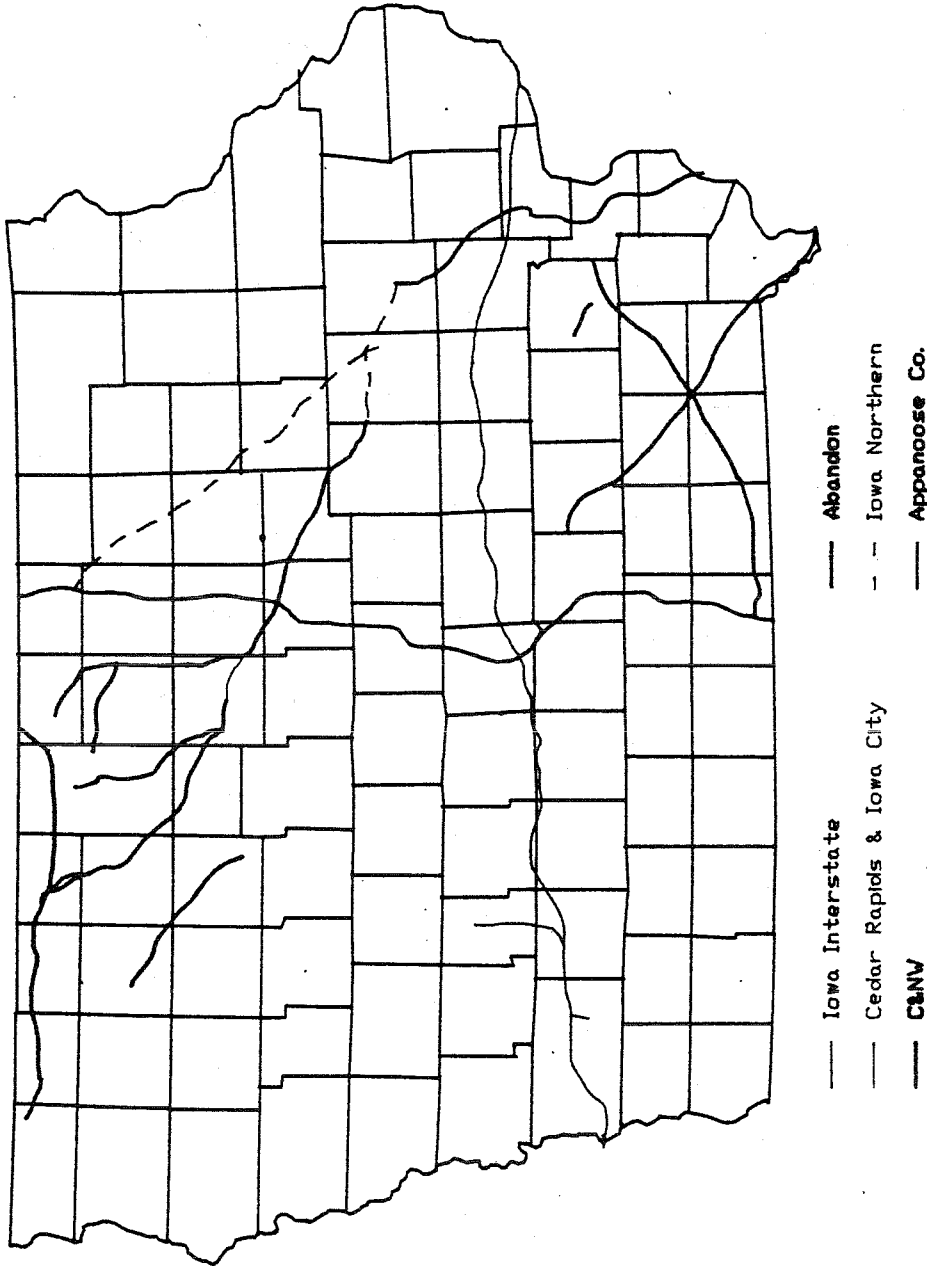 Iowa Interstate
Cedar Rapids & Iowa City
C&NW
Abandon
Iowa Northern
Appanoose Co.